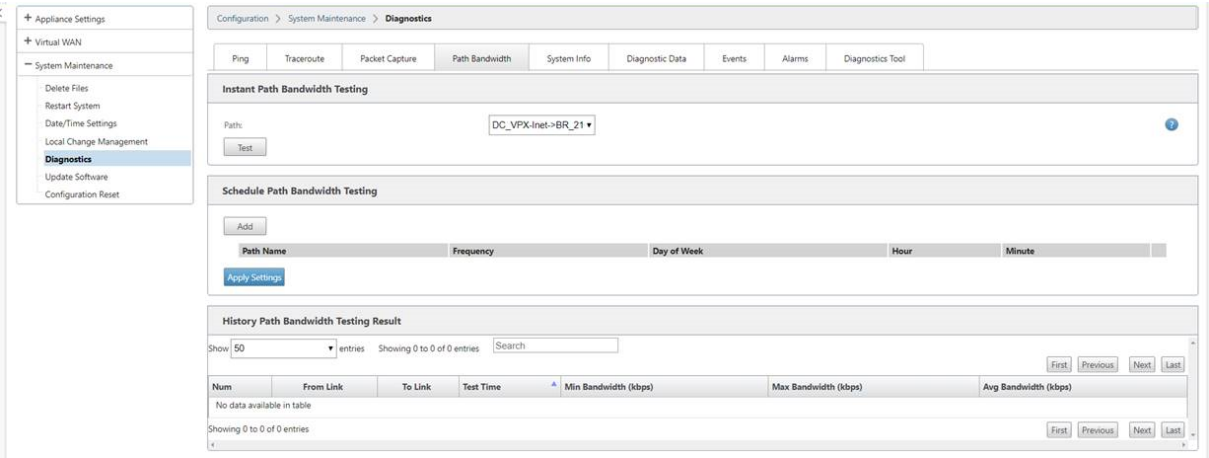 + Appliance Settings
+ Virtual WAN
− System Maintenance
Delete Files
Restart System
Date/Time Settings
Local Change Management
Diagnostics
Update Software
Configuration Reset
Configuration > System Maintenance > Diagnostics
Ping Traceroute Packet Capture Path Bandwidth System Info Diagnostic Data Events Alarms Diagnostics Tool
Instant Path Bandwidth Testing
Path: DC_VPX-Inet->BR_21 ?
Test
Schedule Path Bandwidth Testing
Add
Path Name Frequency Day of Week Hour Minute
Apply Settings
History Path Bandwidth Testing Result
Show 50 entries Showing 0 to 0 of 0 entries Search
First Previous Next Last
Num From Link To Link Test Time Min Bandwidth (kbps) Max Bandwidth (kbps) Avg Bandwidth (kbps)
No data available in table
Showing 0 to 0 of 0 entries First Previous Next Last